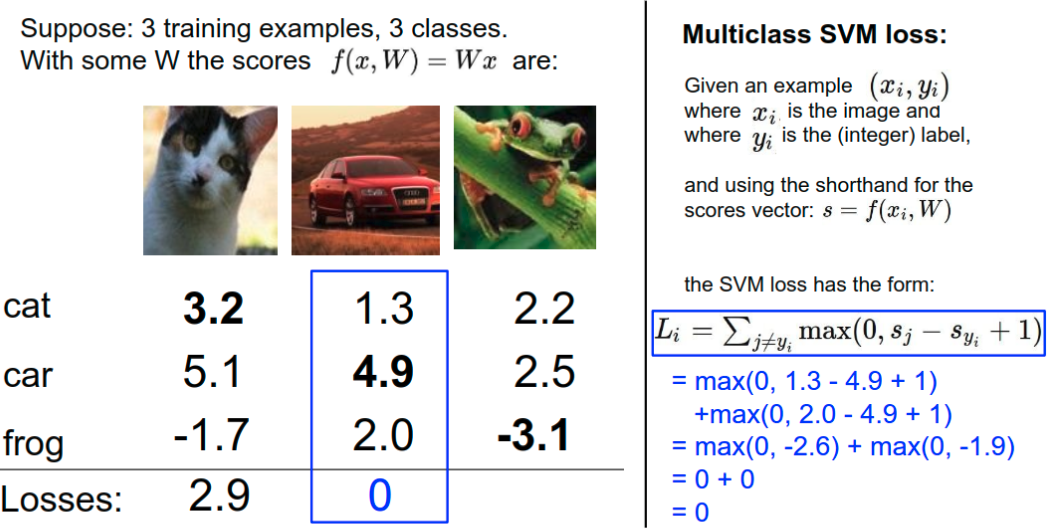 Suppose: 3 training examples, 3 classes.
With some W the scores f(x, W) = Wx are:
cat 3.2 1.3 2.2
car 5.1 4.9 2.5
frog -1.7 2.0 -3.1
Losses: 2.9 0
Multiclass SVM loss:
Given an example (x_i, y_i)
where x_i is the image and
where y_i is the (integer) label,
and using the shorthand for the
scores vector: s = f(x_i, W)
the SVM loss has the form:
L_i = ∑_{j≠y_i} max(0, s_j − s_{y_i} + 1)
= max(0, 1.3 - 4.9 + 1)
+max(0, 2.0 - 4.9 + 1)
= max(0, -2.6) + max(0, -1.9)
= 0 + 0
= 0